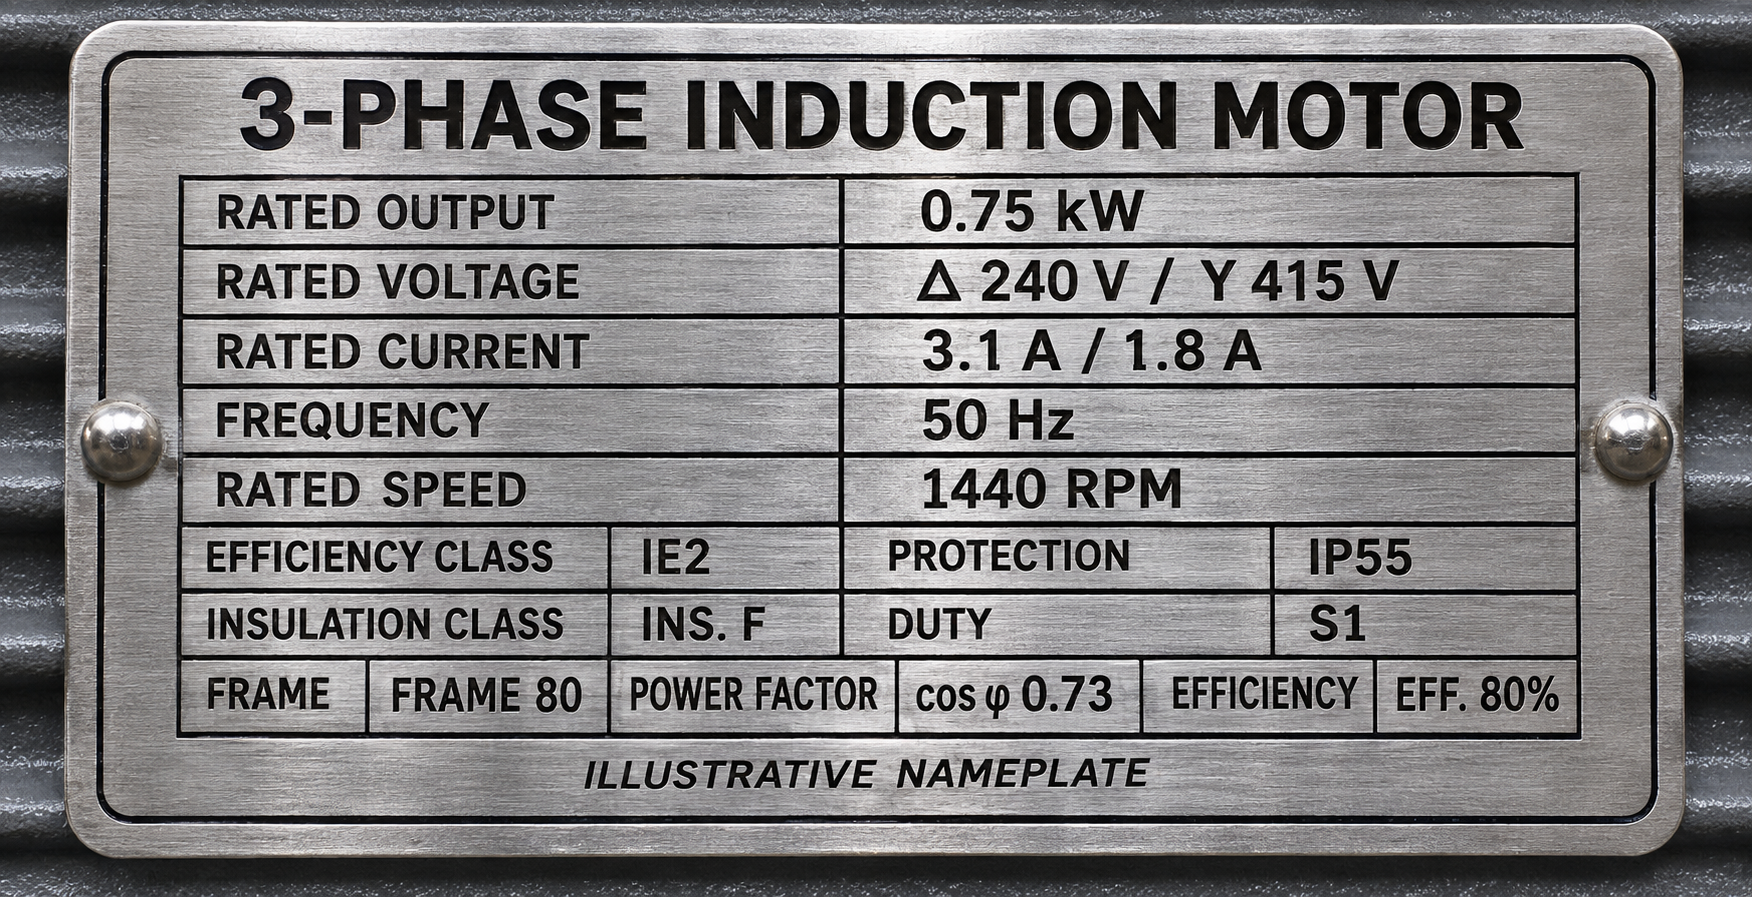 3-PHASE INDUCTION MOTOR
RATED OUTPUT 0.75 kW
RATED VOLTAGE Δ 240 V / Y 415 V
RATED CURRENT 3.1 A / 1.8 A
FREQUENCY 50 Hz
RATED SPEED 1440 RPM
EFFICIENCY CLASS IE2 PROTECTION IP55
INSULATION CLASS INS. F DUTY S1
FRAME FRAME 80 POWER FACTOR cos φ 0.73 EFFICIENCY EFF. 80%
ILLUSTRATIVE NAMEPLATE